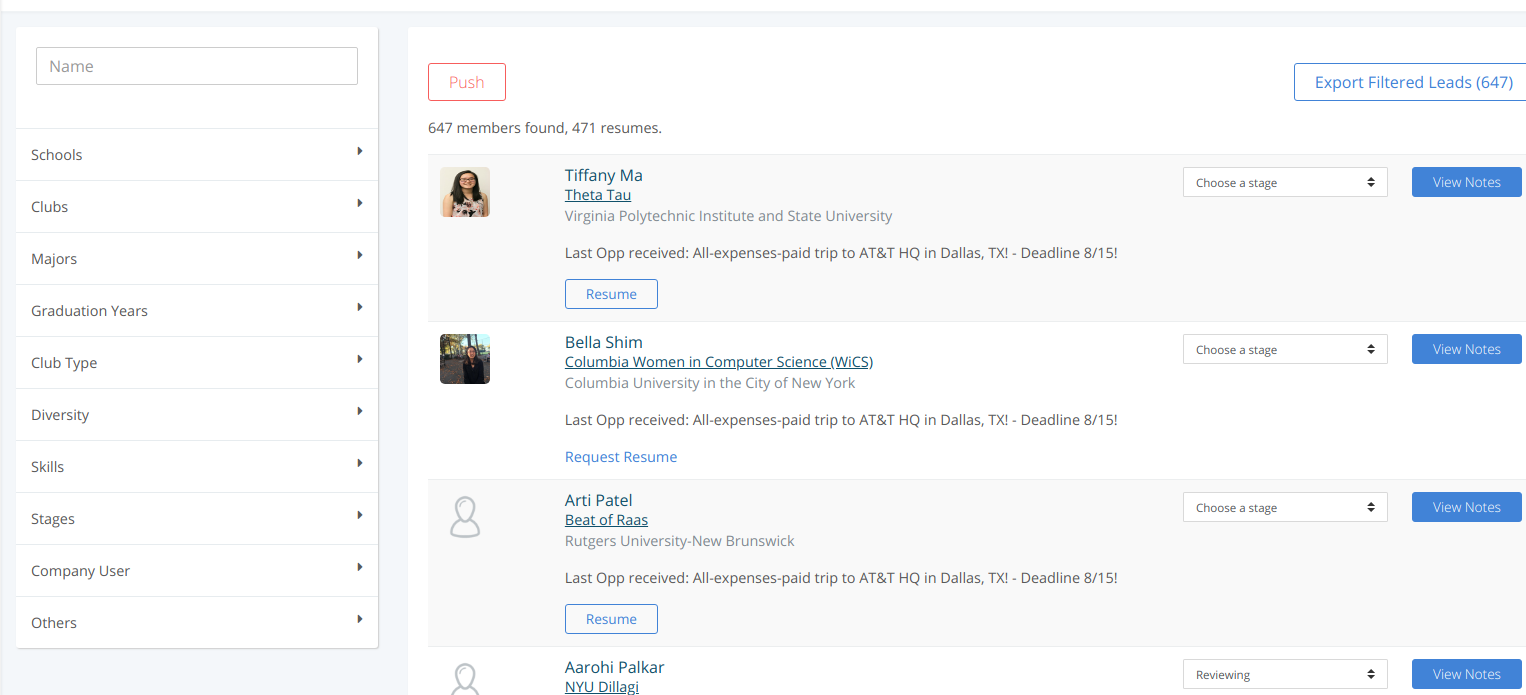 Name
Schools
Clubs
Majors
Graduation Years
Club Type
Diversity
Skills
Stages
Company User
Others
Push
Export Filtered Leads (647)
647 members found, 471 resumes.
Tiffany Ma
Theta Tau
Virginia Polytechnic Institute and State University
Last Opp received: All-expenses-paid trip to AT&T HQ in Dallas, TX! - Deadline 8/15!
Resume
Choose a stage
View Notes
Bella Shim
Columbia Women in Computer Science (WiCS)
Columbia University in the City of New York
Last Opp received: All-expenses-paid trip to AT&T HQ in Dallas, TX! - Deadline 8/15!
Request Resume
Choose a stage
View Notes
Arti Patel
Beat of Raas
Rutgers University-New Brunswick
Last Opp received: All-expenses-paid trip to AT&T HQ in Dallas, TX! - Deadline 8/15!
Resume
Choose a stage
View Notes
Aarohi Palkar
NYU Dillagi
Reviewing
View Notes